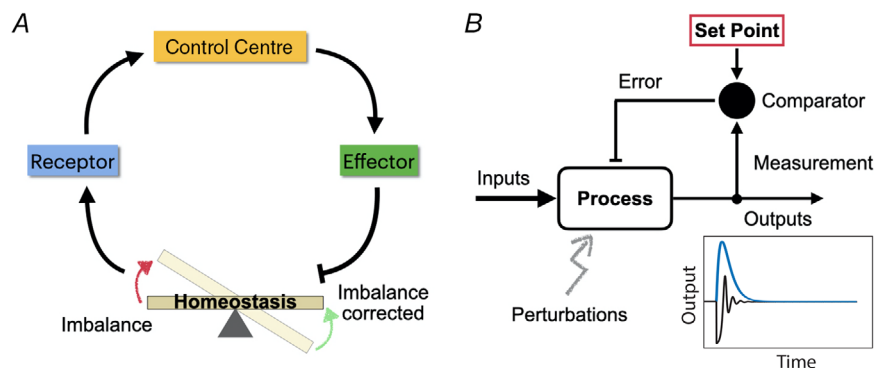 A
Control Centre
Receptor
Effector
Homeostasis
Imbalance
Imbalance
corrected
B
Set Point
Error
Comparator
Measurement
Inputs
Process
Outputs
Perturbations
Output
Time